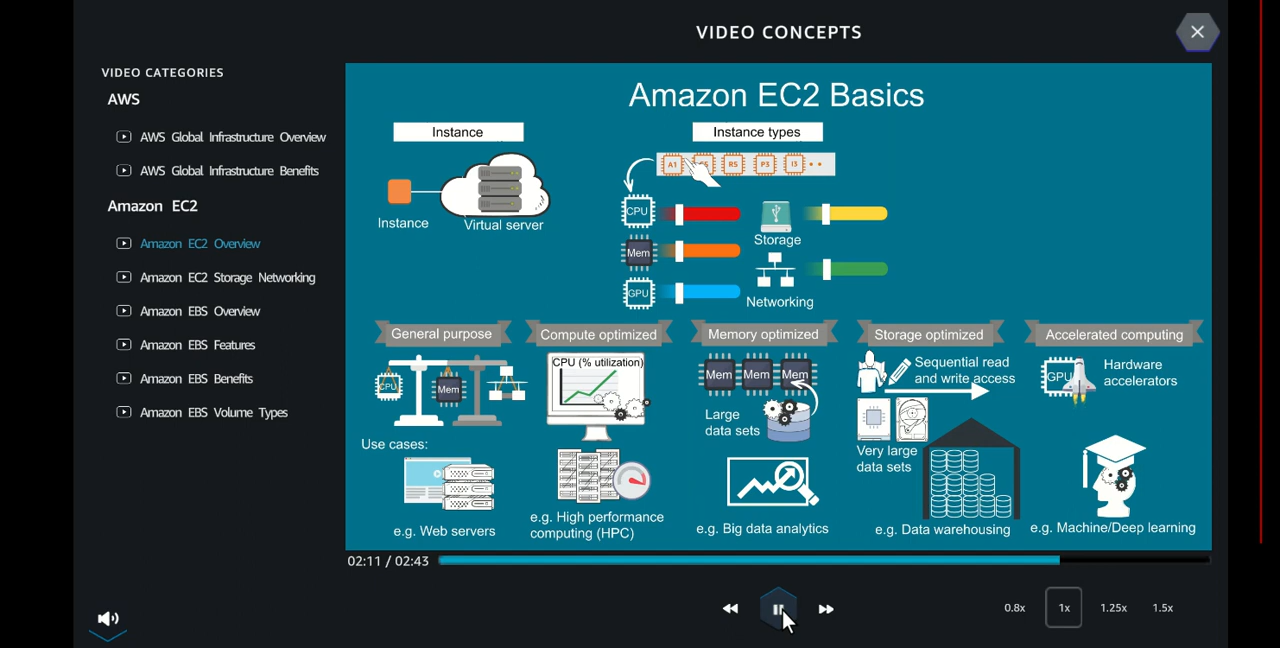 VIDEO CONCEPTS
VIDEO CATEGORIES
AWS
AWS Global Infrastructure Overview
AWS Global Infrastructure Benefits
Amazon EC2
Amazon EC2 Overview
Amazon EC2 Storage Networking
Amazon EBS Overview
Amazon EBS Features
Amazon EBS Benefits
Amazon EBS Volume Types
Amazon EC2 Basics
Instance
Instance
Virtual server
Instance types
A1 R5 P3 I3
CPU
Mem
GPU
Storage
Networking
General purpose
CPU
Mem
Use cases:
e.g. Web servers
Compute optimized
CPU (% utilization)
e.g. High performance
computing (HPC)
Memory optimized
Mem Mem Mem
Large
data sets
e.g. Big data analytics
Storage optimized
Sequential read
and write access
Very large
data sets
e.g. Data warehousing
Accelerated computing
GPU
Hardware
accelerators
e.g. Machine/Deep learning
02:11 / 02:43
0.8x 1x 1.25x 1.5x